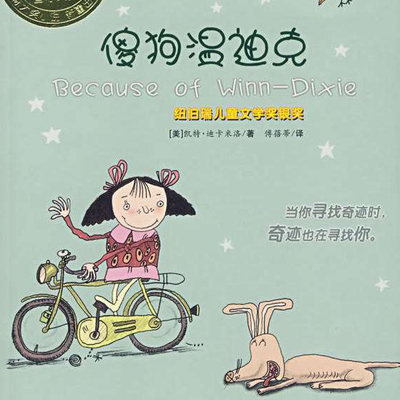 傻狗温迪克
Because of Winn-Dixie
纽伯瑞儿童文学奖银奖
[美]凯特·迪卡米洛/著 傅蓓蒂/译
当你寻找奇迹时,
奇迹也在寻找你。